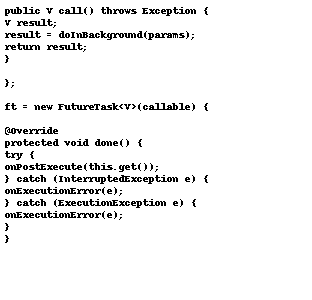 public V call() throws Exception {
V result;
result = doInBackground(params);
return result;
}
};
ft = new FutureTask<V>(callable) {
@Override
protected void done() {
try {
onPostExecute(this.get());
} catch (InterruptedException e) {
onExecutionError(e);
} catch (ExecutionException e) {
onExecutionError(e);
}
}